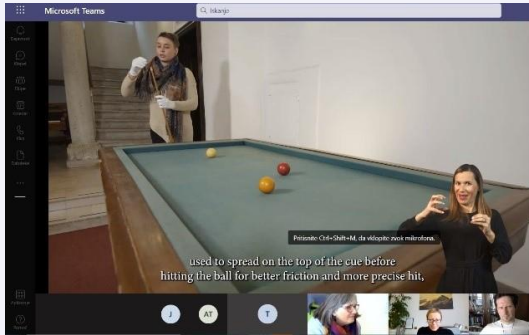 Microsoft Teams
Iskanje
Pritisnite Ctrl+Shift+M, da vklopite zvok mikrofona.
used to spread on the top of the cue before
hitting the ball for better friction and more precise hit,
J
AT
T